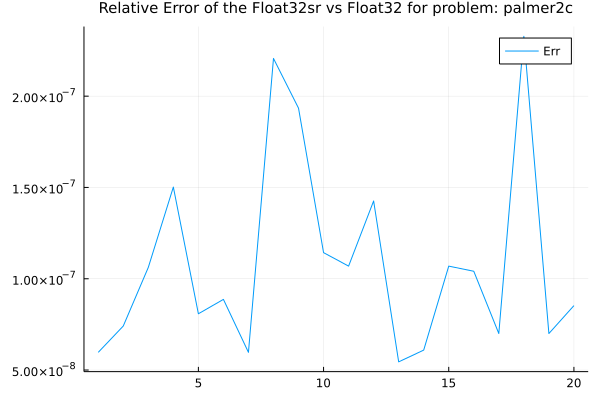 Relative Error of the Float32sr vs Float32 for problem: palmer2c
Err
2.00×10⁻⁷
1.50×10⁻⁷
1.00×10⁻⁷
5.00×10⁻⁸
5 10 15 20